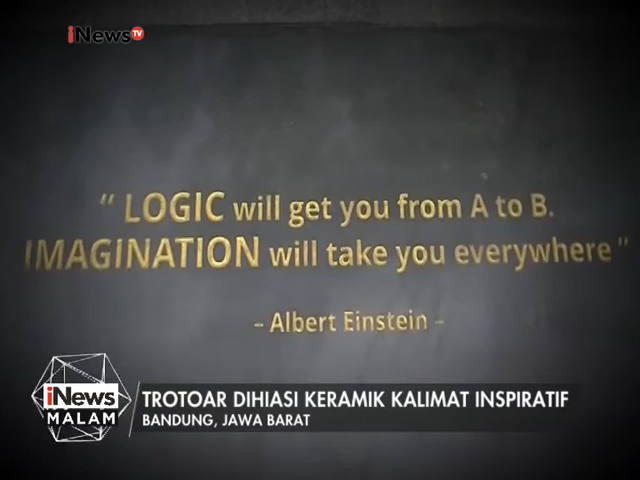 iNews TV
“ LOGIC will get you from A to B.
IMAGINATION will take you everywhere ”
– Albert Einstein –
iNews
MALAM
TROTOAR DIHIASI KERAMIK KALIMAT INSPIRATIF
BANDUNG, JAWA BARAT